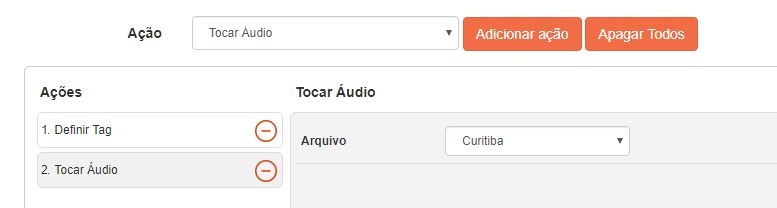 Ação Tocar Áudio Adicionar ação Apagar Todos
Ações Tocar Áudio
1. Definir Tag
Arquivo Curitiba
2. Tocar Áudio